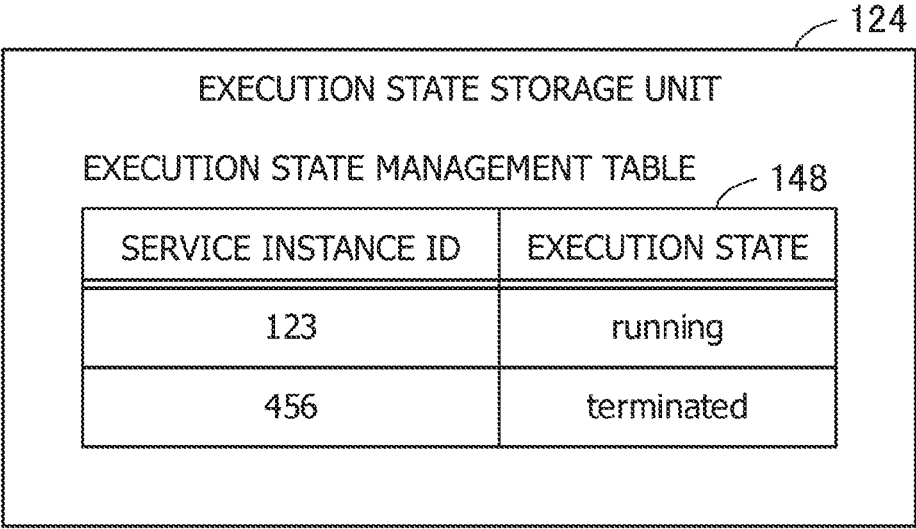 124
EXECUTION STATE STORAGE UNIT
EXECUTION STATE MANAGEMENT TABLE
148
SERVICE INSTANCE ID EXECUTION STATE
123 running
456 terminated